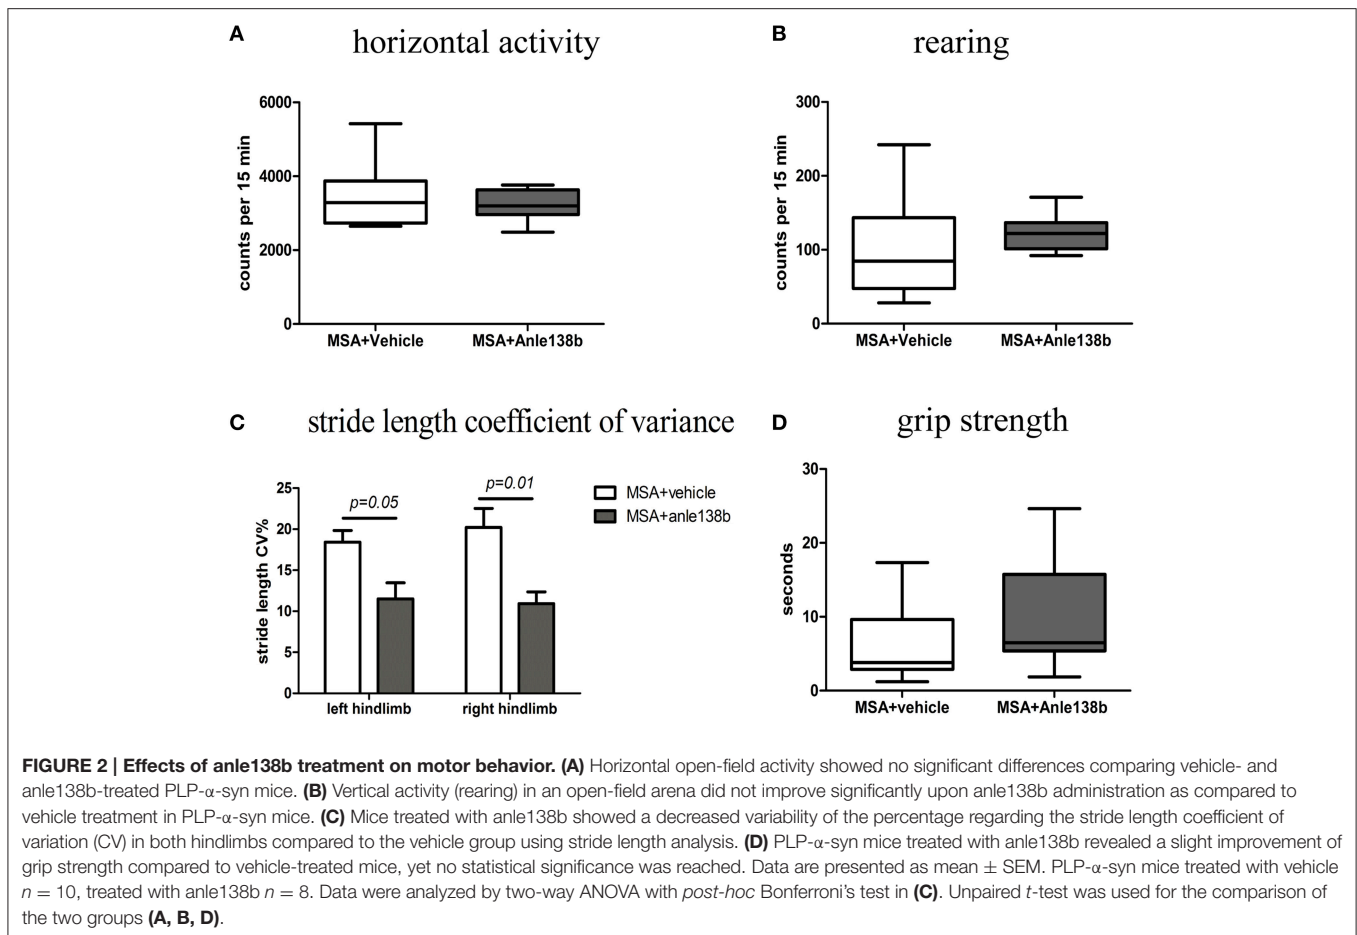 A
horizontal activity
6000
4000
2000
0
counts per 15 min
MSA+Vehicle
MSA+Anle138b
B
rearing
300
200
100
0
counts per 15 min
MSA+Vehicle
MSA+Anle138b
C
stride length coefficient of variance
25
20
15
10
5
0
stride length CV%
p=0.05
p=0.01
left hindlimb
right hindlimb
MSA+vehicle
MSA+anle138b
D
grip strength
30
20
10
0
seconds
MSA+vehicle
MSA+Anle138b
FIGURE 2 | Effects of anle138b treatment on motor behavior. (A) Horizontal open-field activity showed no significant differences comparing vehicle- and
anle138b-treated PLP-α-syn mice. (B) Vertical activity (rearing) in an open-field arena did not improve significantly upon anle138b administration as compared to
vehicle treatment in PLP-α-syn mice. (C) Mice treated with anle138b showed a decreased variability of the percentage regarding the stride length coefficient of
variation (CV) in both hindlimbs compared to the vehicle group using stride length analysis. (D) PLP-α-syn mice treated with anle138b revealed a slight improvement of
grip strength compared to vehicle-treated mice, yet no statistical significance was reached. Data are presented as mean ± SEM. PLP-α-syn mice treated with vehicle
n = 10, treated with anle138b n = 8. Data were analyzed by two-way ANOVA with post-hoc Bonferroni's test in (C). Unpaired t-test was used for the comparison of
the two groups (A, B, D).